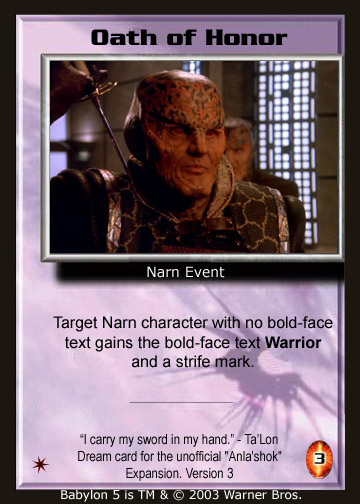 Oath of Honor
Narn Event
Target Narn character with no bold-face
text gains the bold-face text Warrior
and a strife mark.
“I carry my sword in my hand.” - Ta'Lon
Dream card for the unofficial "Anla'shok"
Expansion. Version 3
3
Babylon 5 is TM & © 2003 Warner Bros.